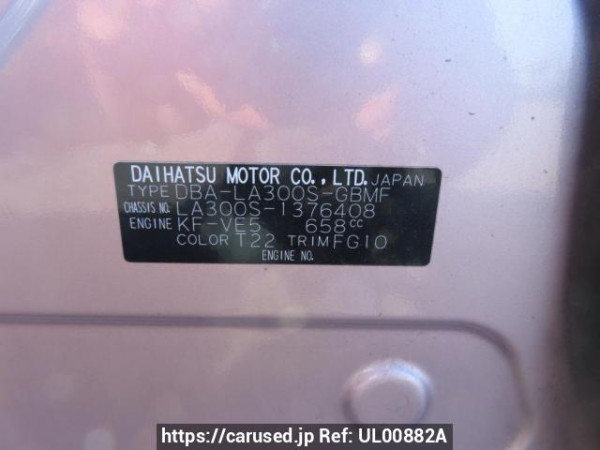 DAIHATSU MOTOR CO., LTD. JAPAN
TYPE DBA-LA300S-GBMF
CHASSIS NO. LA300S-1376408
ENGINE KF-VE5 658cc
COLOR T22 TRIM FG10
ENGINE NO.
https://carused.jp Ref: UL00882A